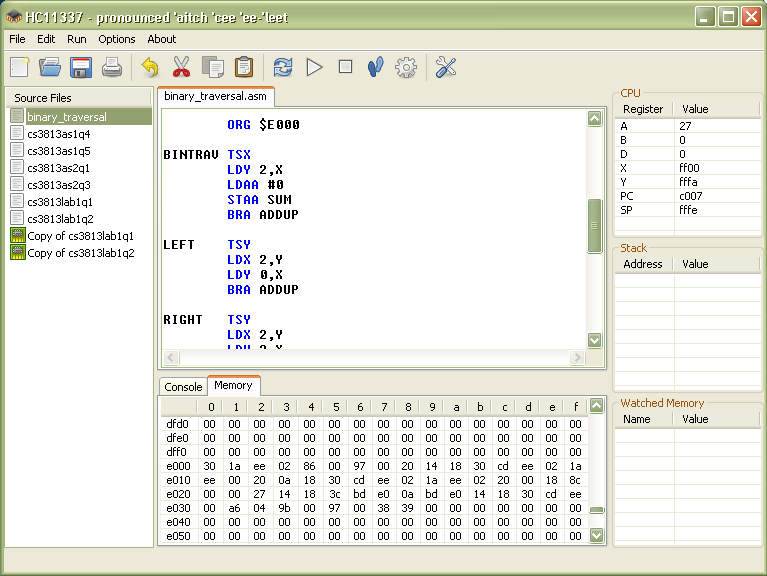 HC11337 - pronounced 'aitch 'cee 'ee-'leet
File Edit Run Options About
Source Files
binary_traversal
cs3813as1q4
cs3813as1q5
cs3813as2q1
cs3813as2q3
cs3813lab1q1
cs3813lab1q2
Copy of cs3813lab1q1
Copy of cs3813lab1q2
binary_traversal.asm
ORG $E000
BINTRAV TSX
LDY 2,X
LDAA #0
STAA SUM
BRA ADDUP
LEFT TSY
LDX 2,Y
LDY 0,X
BRA ADDUP
RIGHT TSY
LDX 2,Y
Console Memory
0 1 2 3 4 5 6 7 8 9 a b c d e f
dfd0 00 00 00 00 00 00 00 00 00 00 00 00 00 00 00 00
dfe0 00 00 00 00 00 00 00 00 00 00 00 00 00 00 00 00
dff0 00 00 00 00 00 00 00 00 00 00 00 00 00 00 00 00
e000 30 1a ee 02 86 00 97 00 20 14 18 30 cd ee 02 1a
e010 ee 00 20 0a 18 30 cd ee 02 1a ee 02 20 00 18 8c
e020 00 00 27 14 18 3c bd e0 0a bd e0 14 18 30 cd ee
e030 00 a6 04 9b 00 97 00 38 39 00 00 00 00 00 00 00
e040 00 00 00 00 00 00 00 00 00 00 00 00 00 00 00 00
e050 00 00 00 00 00 00 00 00 00 00 00 00 00 00 00 00
CPU
Register Value
A 27
B 0
D 0
X ff00
Y fffa
PC c007
SP fffe
Stack
Address Value
Watched Memory
Name Value